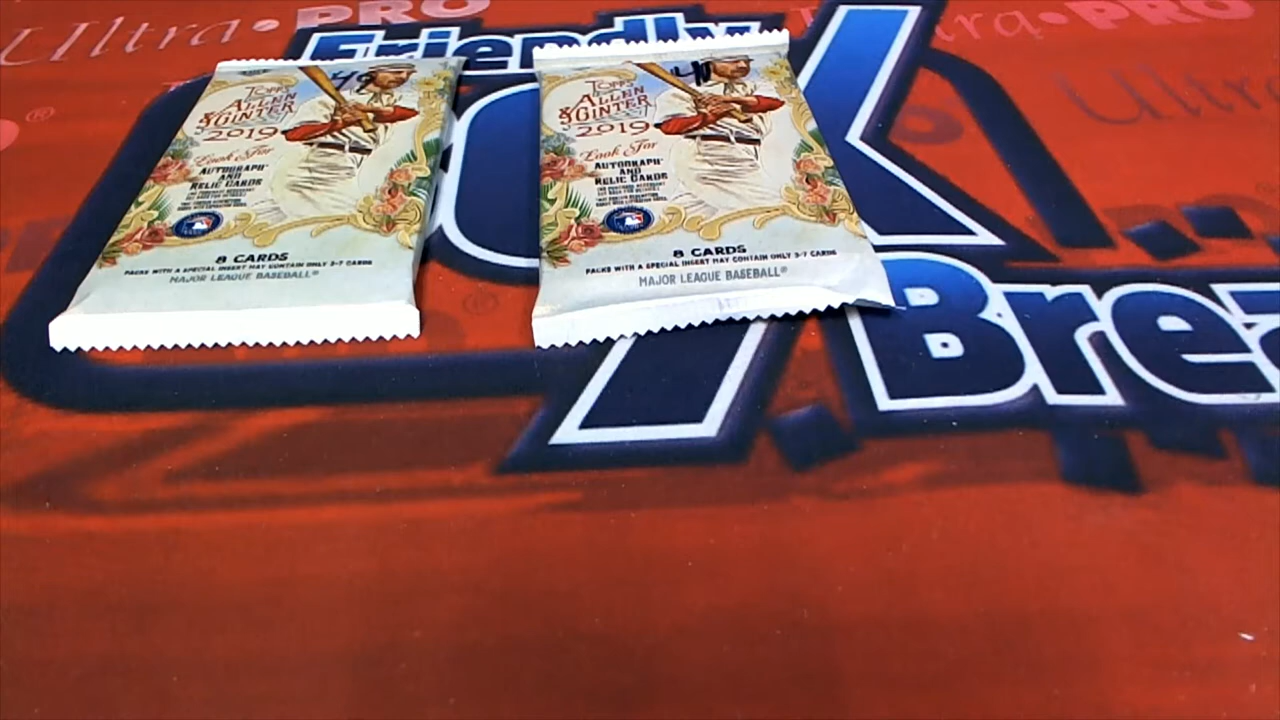 Ultra•PRO
Friendly
Ultra•PRO
Ultra
Brea
TOPPS
ALLEN
& GINTER
2019
Look For
AUTOGRAPH
AND
RELIC CARDS
8 CARDS
PACKS WITH A SPECIAL INSERT MAY CONTAIN ONLY 3-7 CARDS
MAJOR LEAGUE BASEBALL®
TOPPS
ALLEN
& GINTER
2019
Look For
AUTOGRAPH
AND
RELIC CARDS
8 CARDS
PACKS WITH A SPECIAL INSERT MAY CONTAIN ONLY 3-7 CARDS
MAJOR LEAGUE BASEBALL®